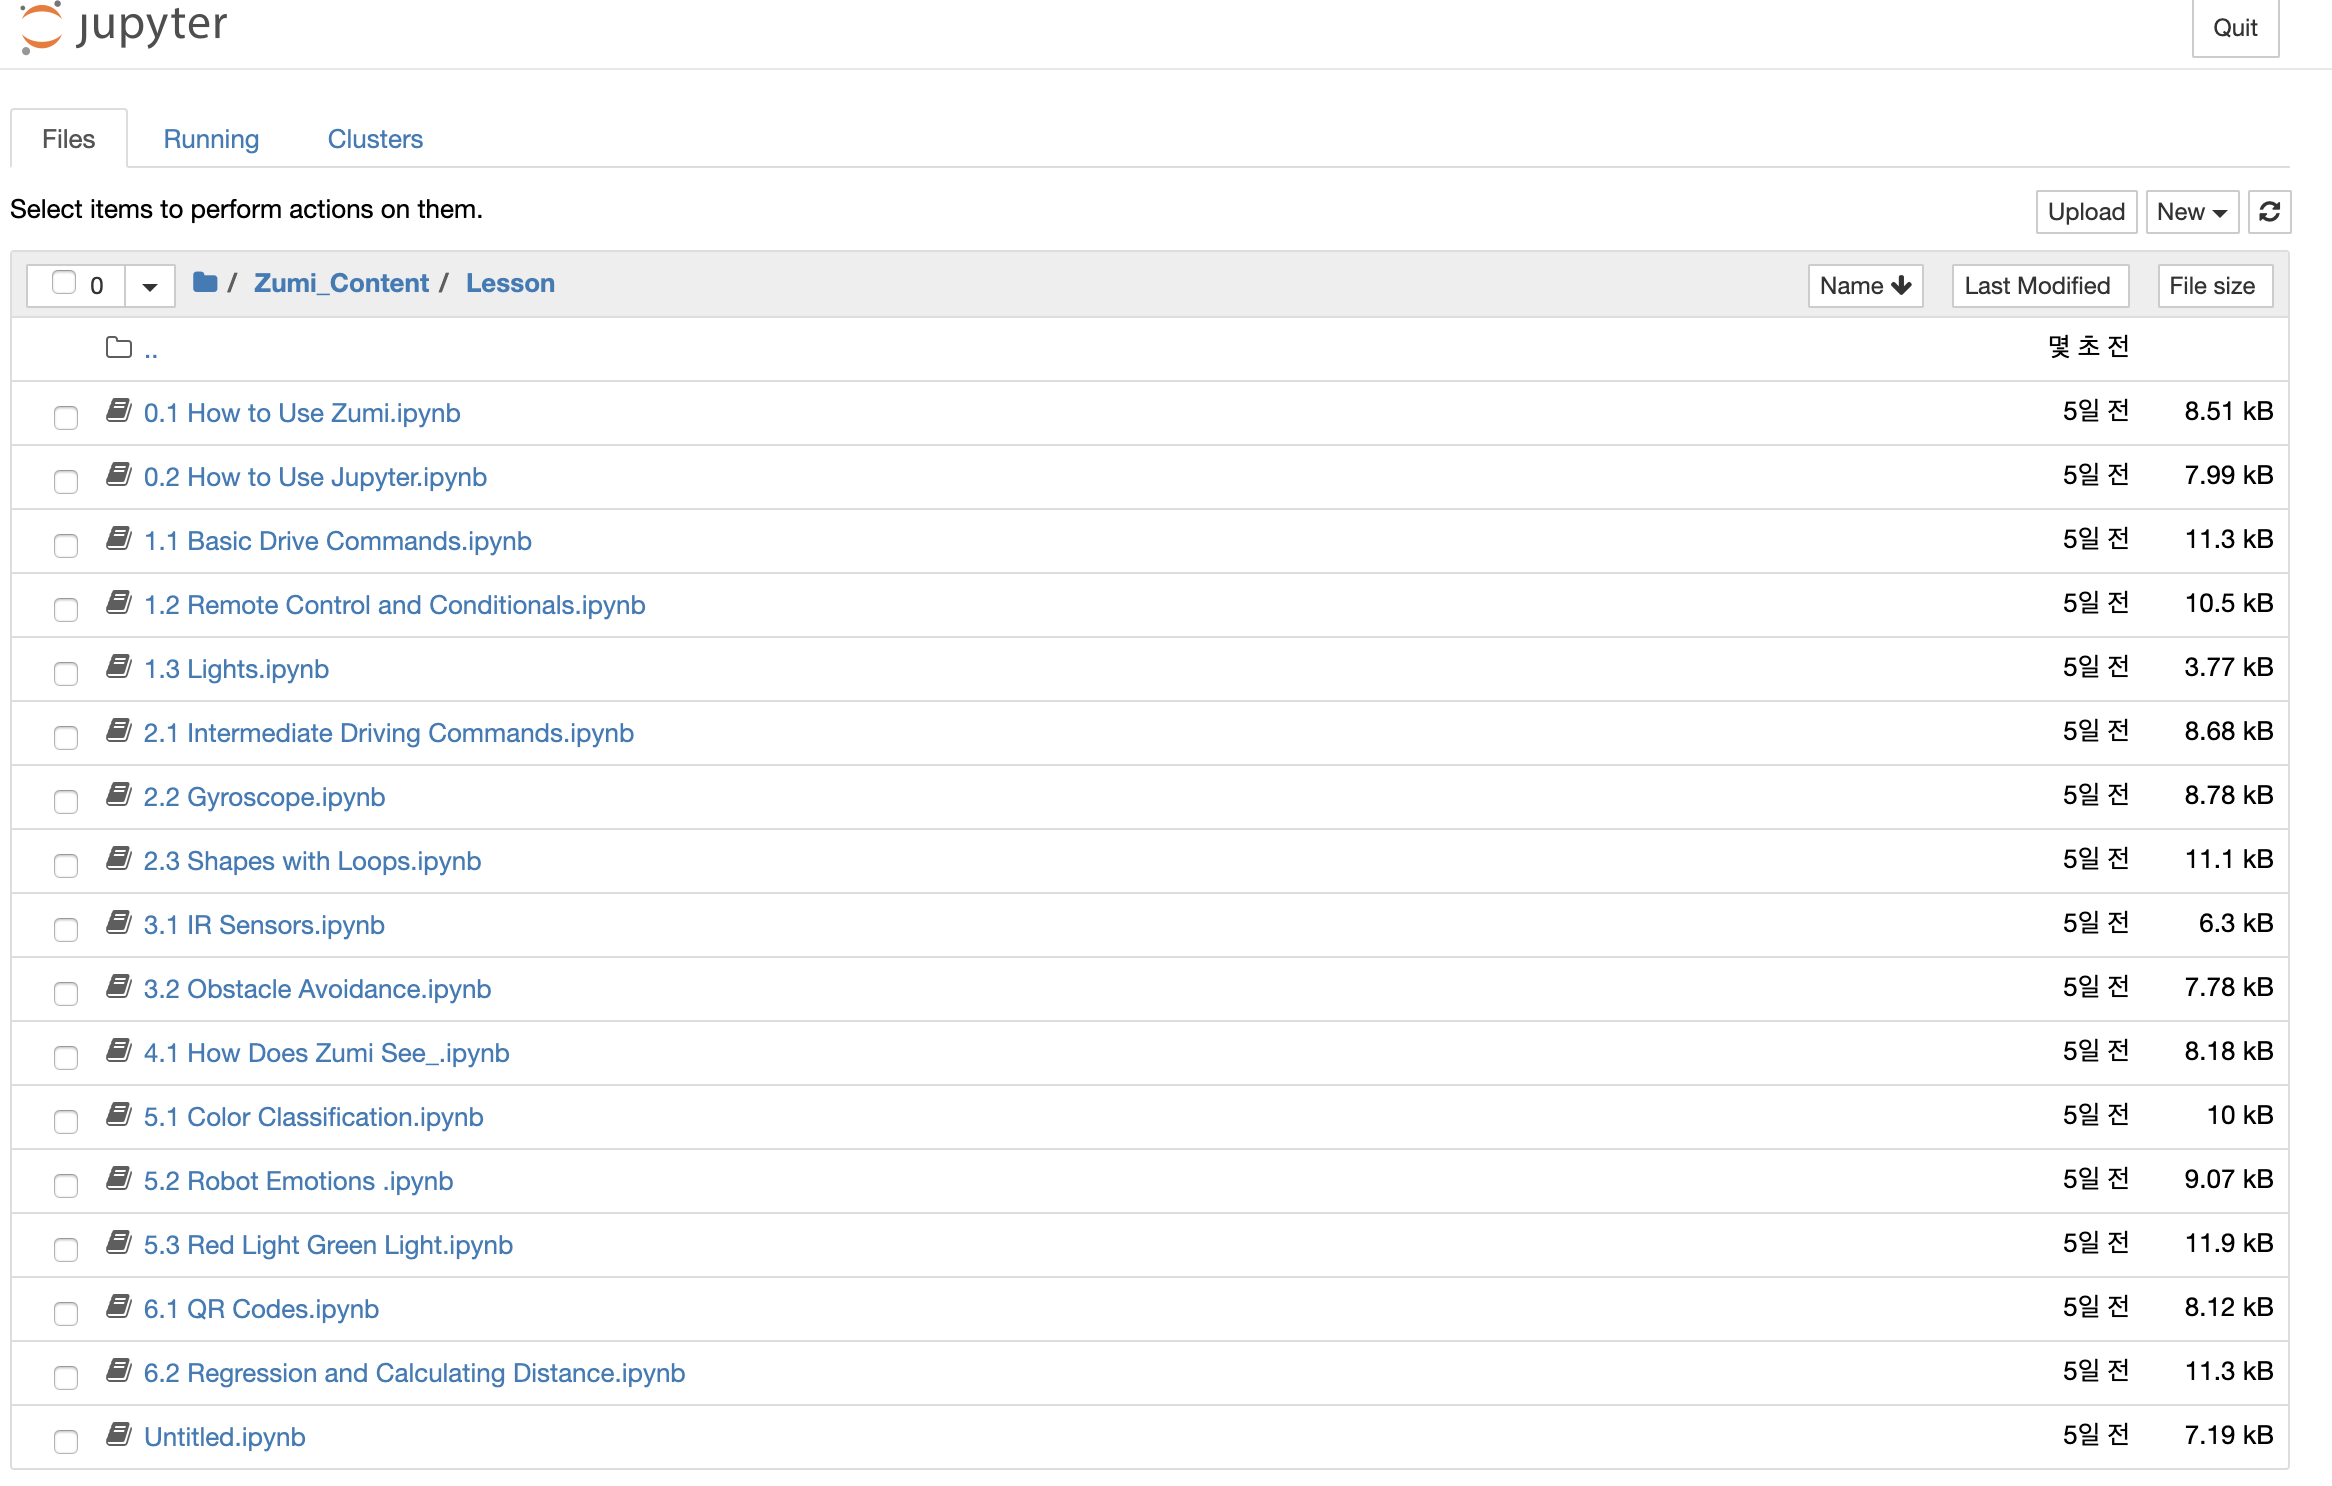 jupyter
Quit
Files Running Clusters
Select items to perform actions on them.
Upload New
0 / Zumi_Content / Lesson Name Last Modified File size
.. 몇 초 전
0.1 How to Use Zumi.ipynb 5일 전 8.51 kB
0.2 How to Use Jupyter.ipynb 5일 전 7.99 kB
1.1 Basic Drive Commands.ipynb 5일 전 11.3 kB
1.2 Remote Control and Conditionals.ipynb 5일 전 10.5 kB
1.3 Lights.ipynb 5일 전 3.77 kB
2.1 Intermediate Driving Commands.ipynb 5일 전 8.68 kB
2.2 Gyroscope.ipynb 5일 전 8.78 kB
2.3 Shapes with Loops.ipynb 5일 전 11.1 kB
3.1 IR Sensors.ipynb 5일 전 6.3 kB
3.2 Obstacle Avoidance.ipynb 5일 전 7.78 kB
4.1 How Does Zumi See_.ipynb 5일 전 8.18 kB
5.1 Color Classification.ipynb 5일 전 10 kB
5.2 Robot Emotions .ipynb 5일 전 9.07 kB
5.3 Red Light Green Light.ipynb 5일 전 11.9 kB
6.1 QR Codes.ipynb 5일 전 8.12 kB
6.2 Regression and Calculating Distance.ipynb 5일 전 11.3 kB
Untitled.ipynb 5일 전 7.19 kB